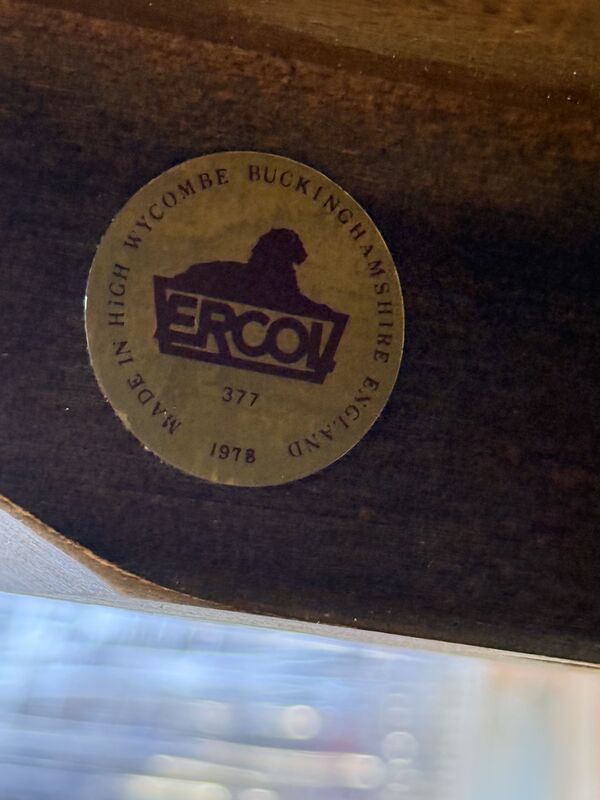 MADE IN HIGH WYCOMBE BUCKINGHAMSHIRE ENGLAND
ERCOL
377
1978